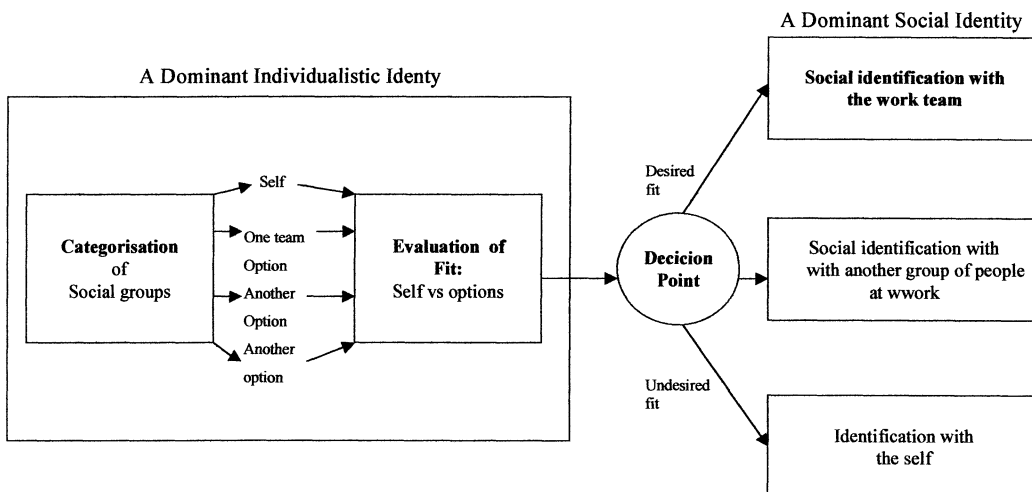 A Dominant Social Identity
A Dominant Individualistic Identy
Categorisation
of
Social groups
Self
One team
Option
Another
Option
Another
option
Evaluation of
Fit:
Self vs options
Decicion
Point
Desired
fit
Undesired
fit
Social identification with
the work team
Social identification with
with another group of people
at wwork
Identification with
the self